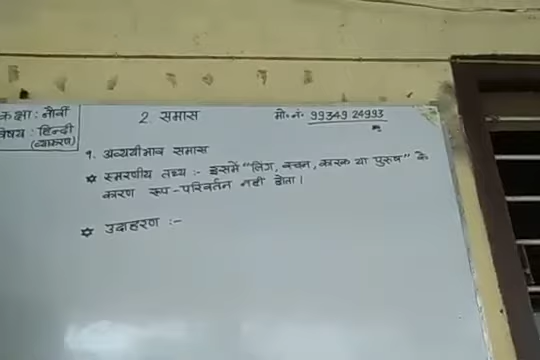 कक्षा : नौवीं
विषय : हिन्दी
(व्याकरण)
2. समास
मो॰ नं॰ 99349 24993
१. अव्ययीभाव समास
✡ स्मरणीय तथ्य :- इसमें "लिंग, वचन, कारक या पुरुष" के
कारण रूप-परिवर्तन नहीं होता।
✡ उदाहरण :-